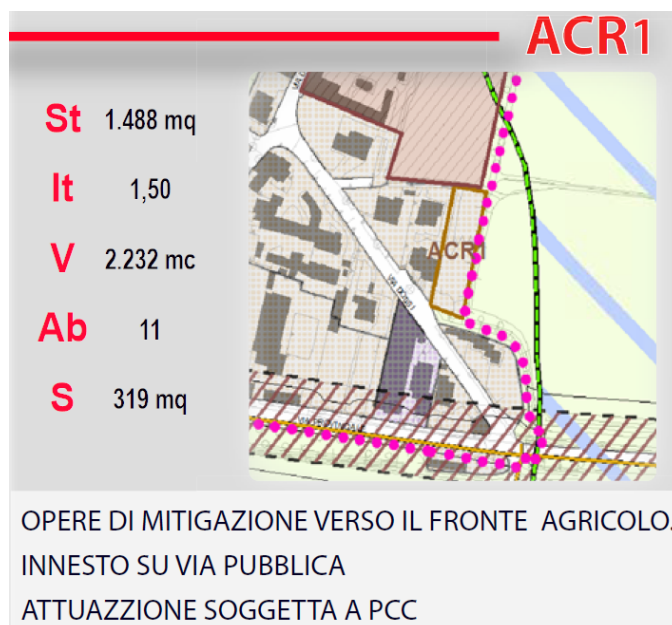 ACR1
St 1.488 mq
It 1,50
V 2.232 mc
Ab 11
S 319 mq
ACR1
OPERE DI MITIGAZIONE VERSO IL FRONTE AGRICOLO.
INNESTO SU VIA PUBBLICA
ATTUAZZIONE SOGGETTA A PCC